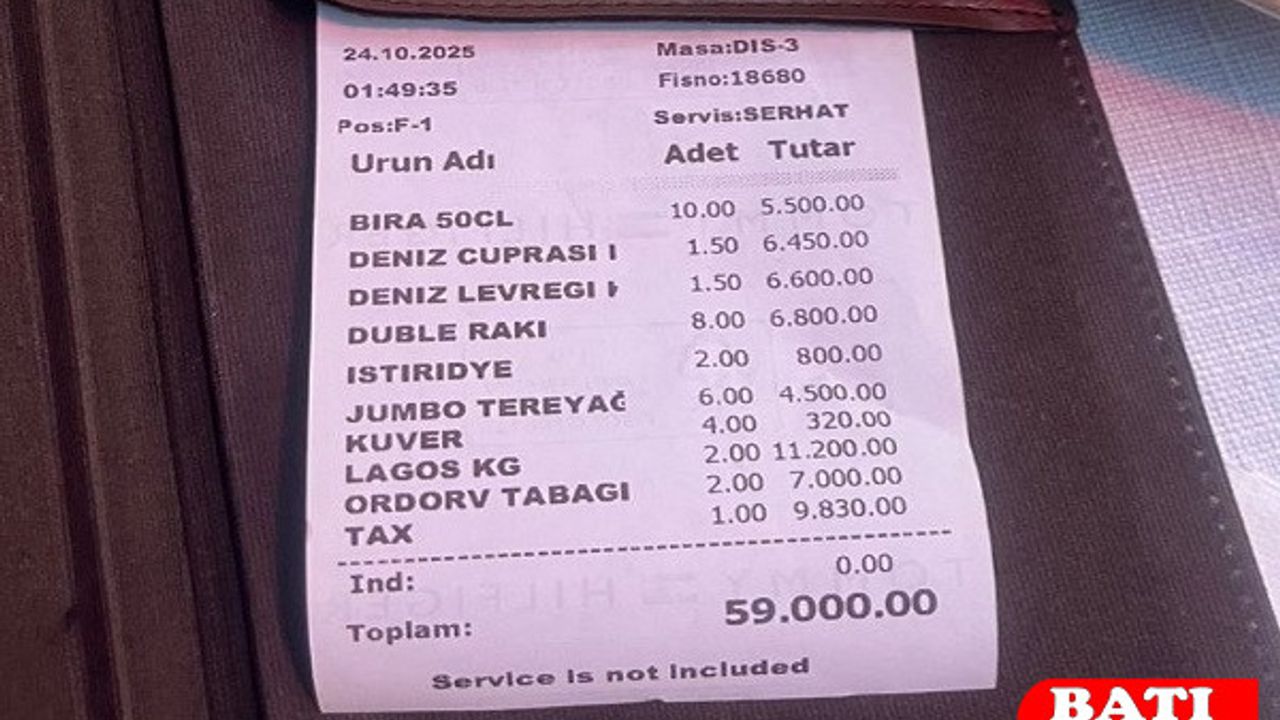 24.10.2025 Masa:DIS-3
01:49:35 Fisno:18680
Pos:F-1 Servis:SERHAT
Urun Adı Adet Tutar
BIRA 50CL 10.00 5.500.00
DENIZ CUPRASI 1.50 6.450.00
DENIZ LEVREGI 1.50 6.600.00
DUBLE RAKI 8.00 6.800.00
ISTIRIDYE 2.00 800.00
JUMBO TEREYAĞ 6.00 4.500.00
KUVER 4.00 320.00
LAGOS KG 2.00 11.200.00
ORDORV TABAGI 2.00 7.000.00
TAX 1.00 9.830.00
Ind: 0.00
Toplam: 59.000.00
Service is not included
BATI